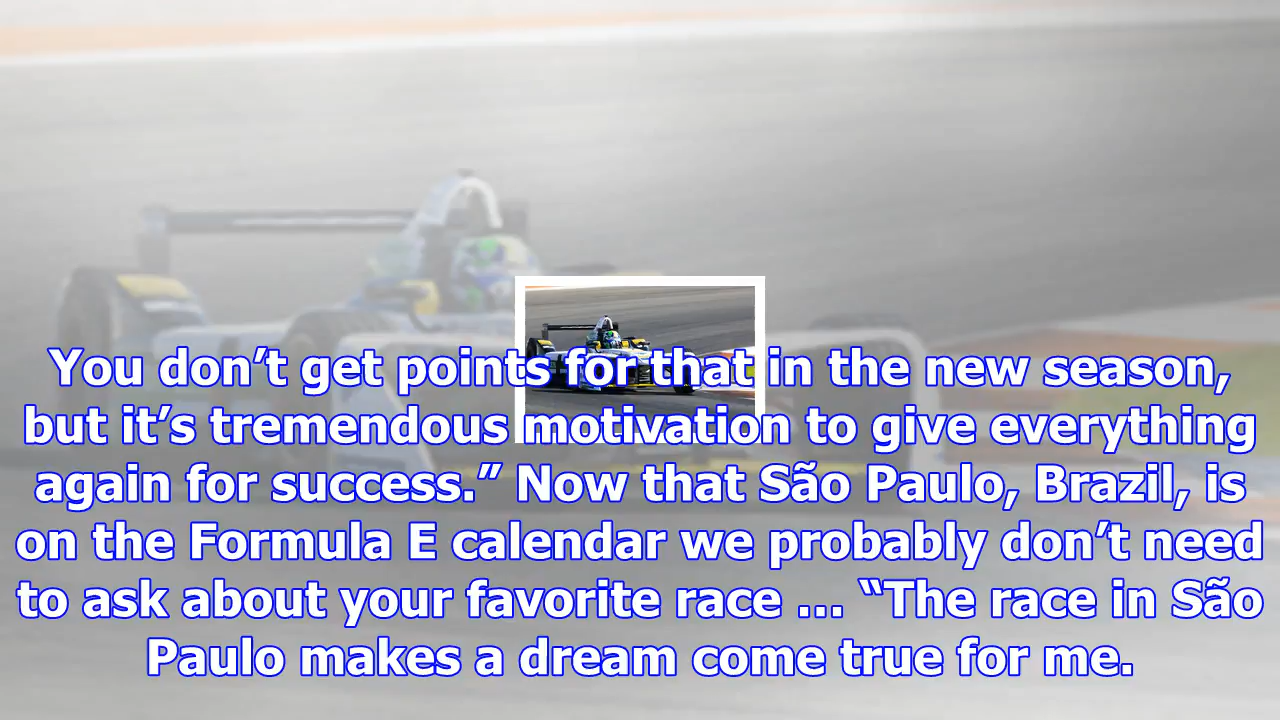 You don’t get points for that in the new season,
but it’s tremendous motivation to give everything
again for success.” Now that São Paulo, Brazil, is
on the Formula E calendar we probably don’t need
to ask about your favorite race ... “The race in São
Paulo makes a dream come true for me.